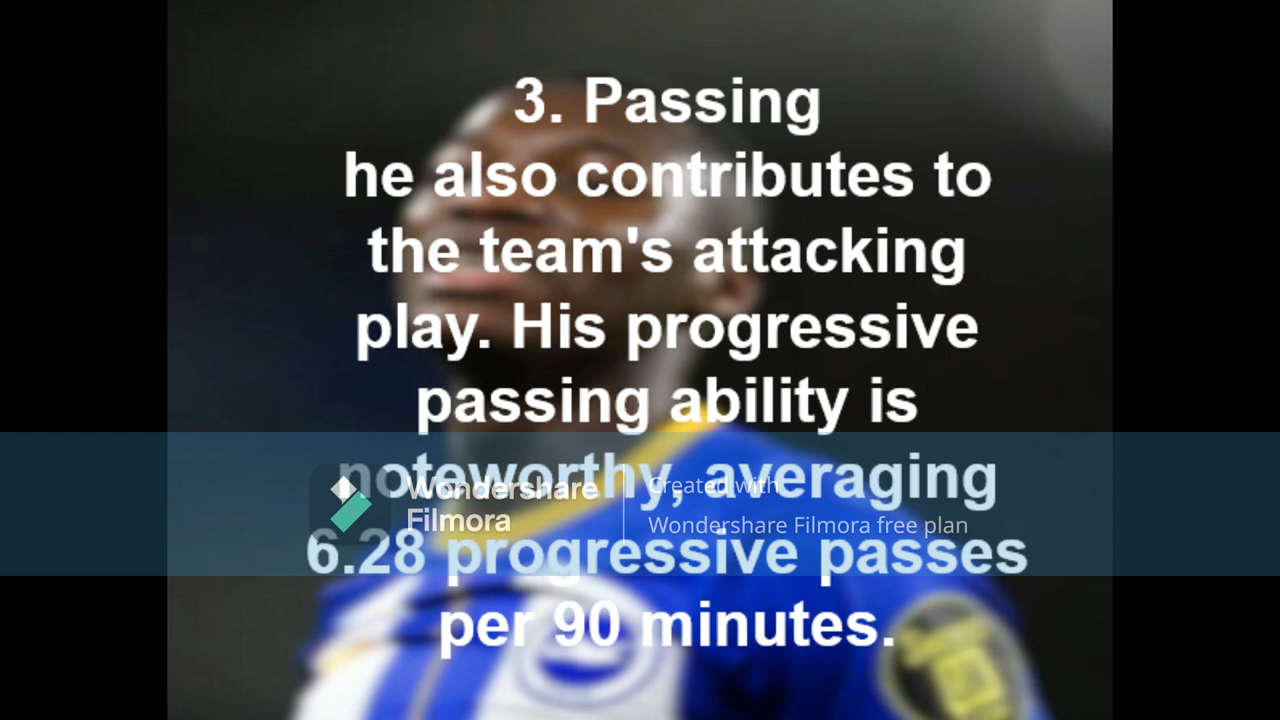 3. Passing
he also contributes to
the team's attacking
play. His progressive
passing ability is
noteworthy, averaging
Wondershare
Filmora
Created with
Wondershare Filmora free plan
6.28 progressive passes
per 90 minutes.